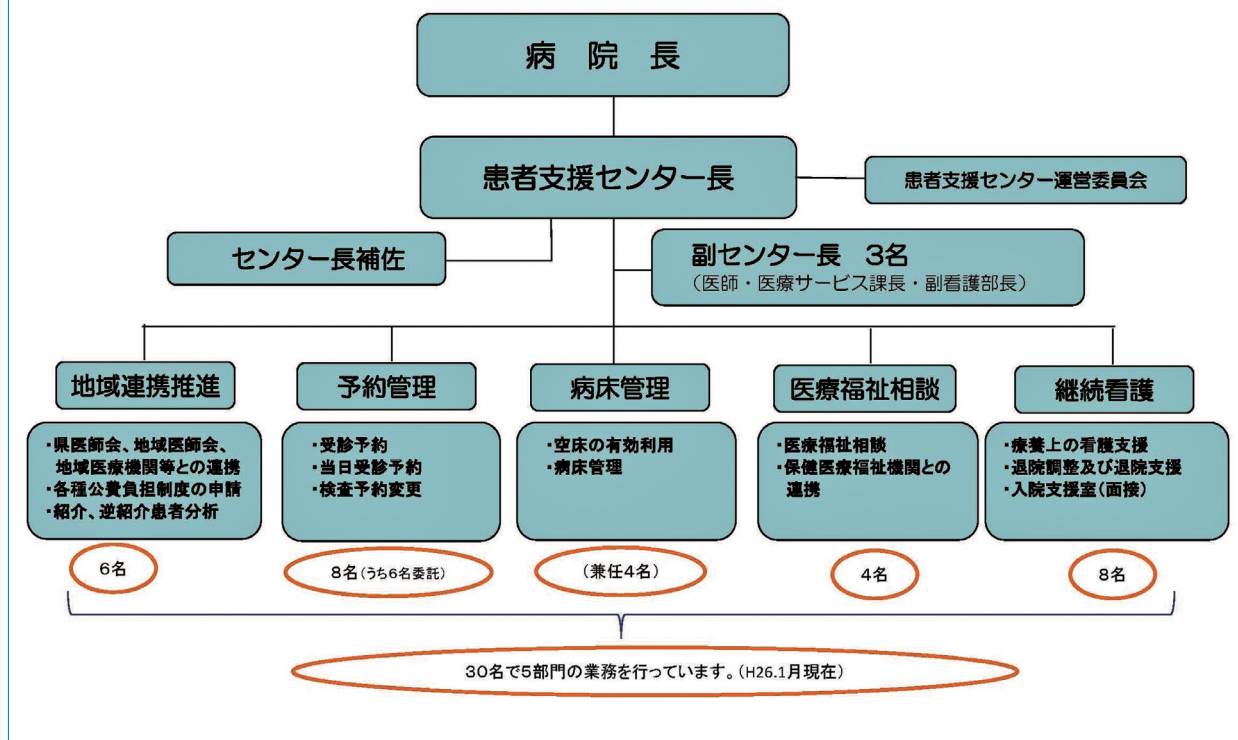 病 院 長
患者支援センター長
患者支援センター運営委員会
センター長補佐
副センター長 3名
（医師・医療サービス課長・副看護部長）
地域連携推進
・県医師会、地域医師会、
地域医療機関等との連携
・各種公費負担制度の申請
・紹介、逆紹介患者分析
6名
予約管理
・受診予約
・当日受診予約
・検査予約変更
8名(うち6名委託)
病床管理
・空床の有効利用
・病床管理
(兼任4名)
医療福祉相談
・医療福祉相談
・保健医療福祉機関との
連携
4名
継続看護
・療養上の看護支援
・退院調整及び退院支援
・入院支援室(面接)
8名
30名で5部門の業務を行っています。(H26.1月現在)